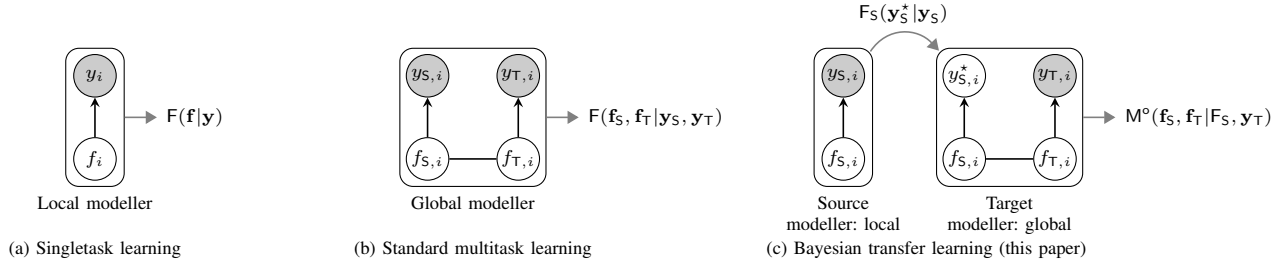 F_S(y*_S|y_S)
y_i
F(f|y)
f_i
Local modeller
(a) Singletask learning
y_{S,i}
y_{T,i}
F(f_S, f_T|y_S, y_T)
f_{S,i}
f_{T,i}
Global modeller
(b) Standard multitask learning
y_{S,i}
y*_{S,i}
y_{T,i}
M^o(f_S, f_T|F_S, y_T)
f_{S,i}
f_{S,i}
f_{T,i}
Source
modeller: local
Target
modeller: global
(c) Bayesian transfer learning (this paper)